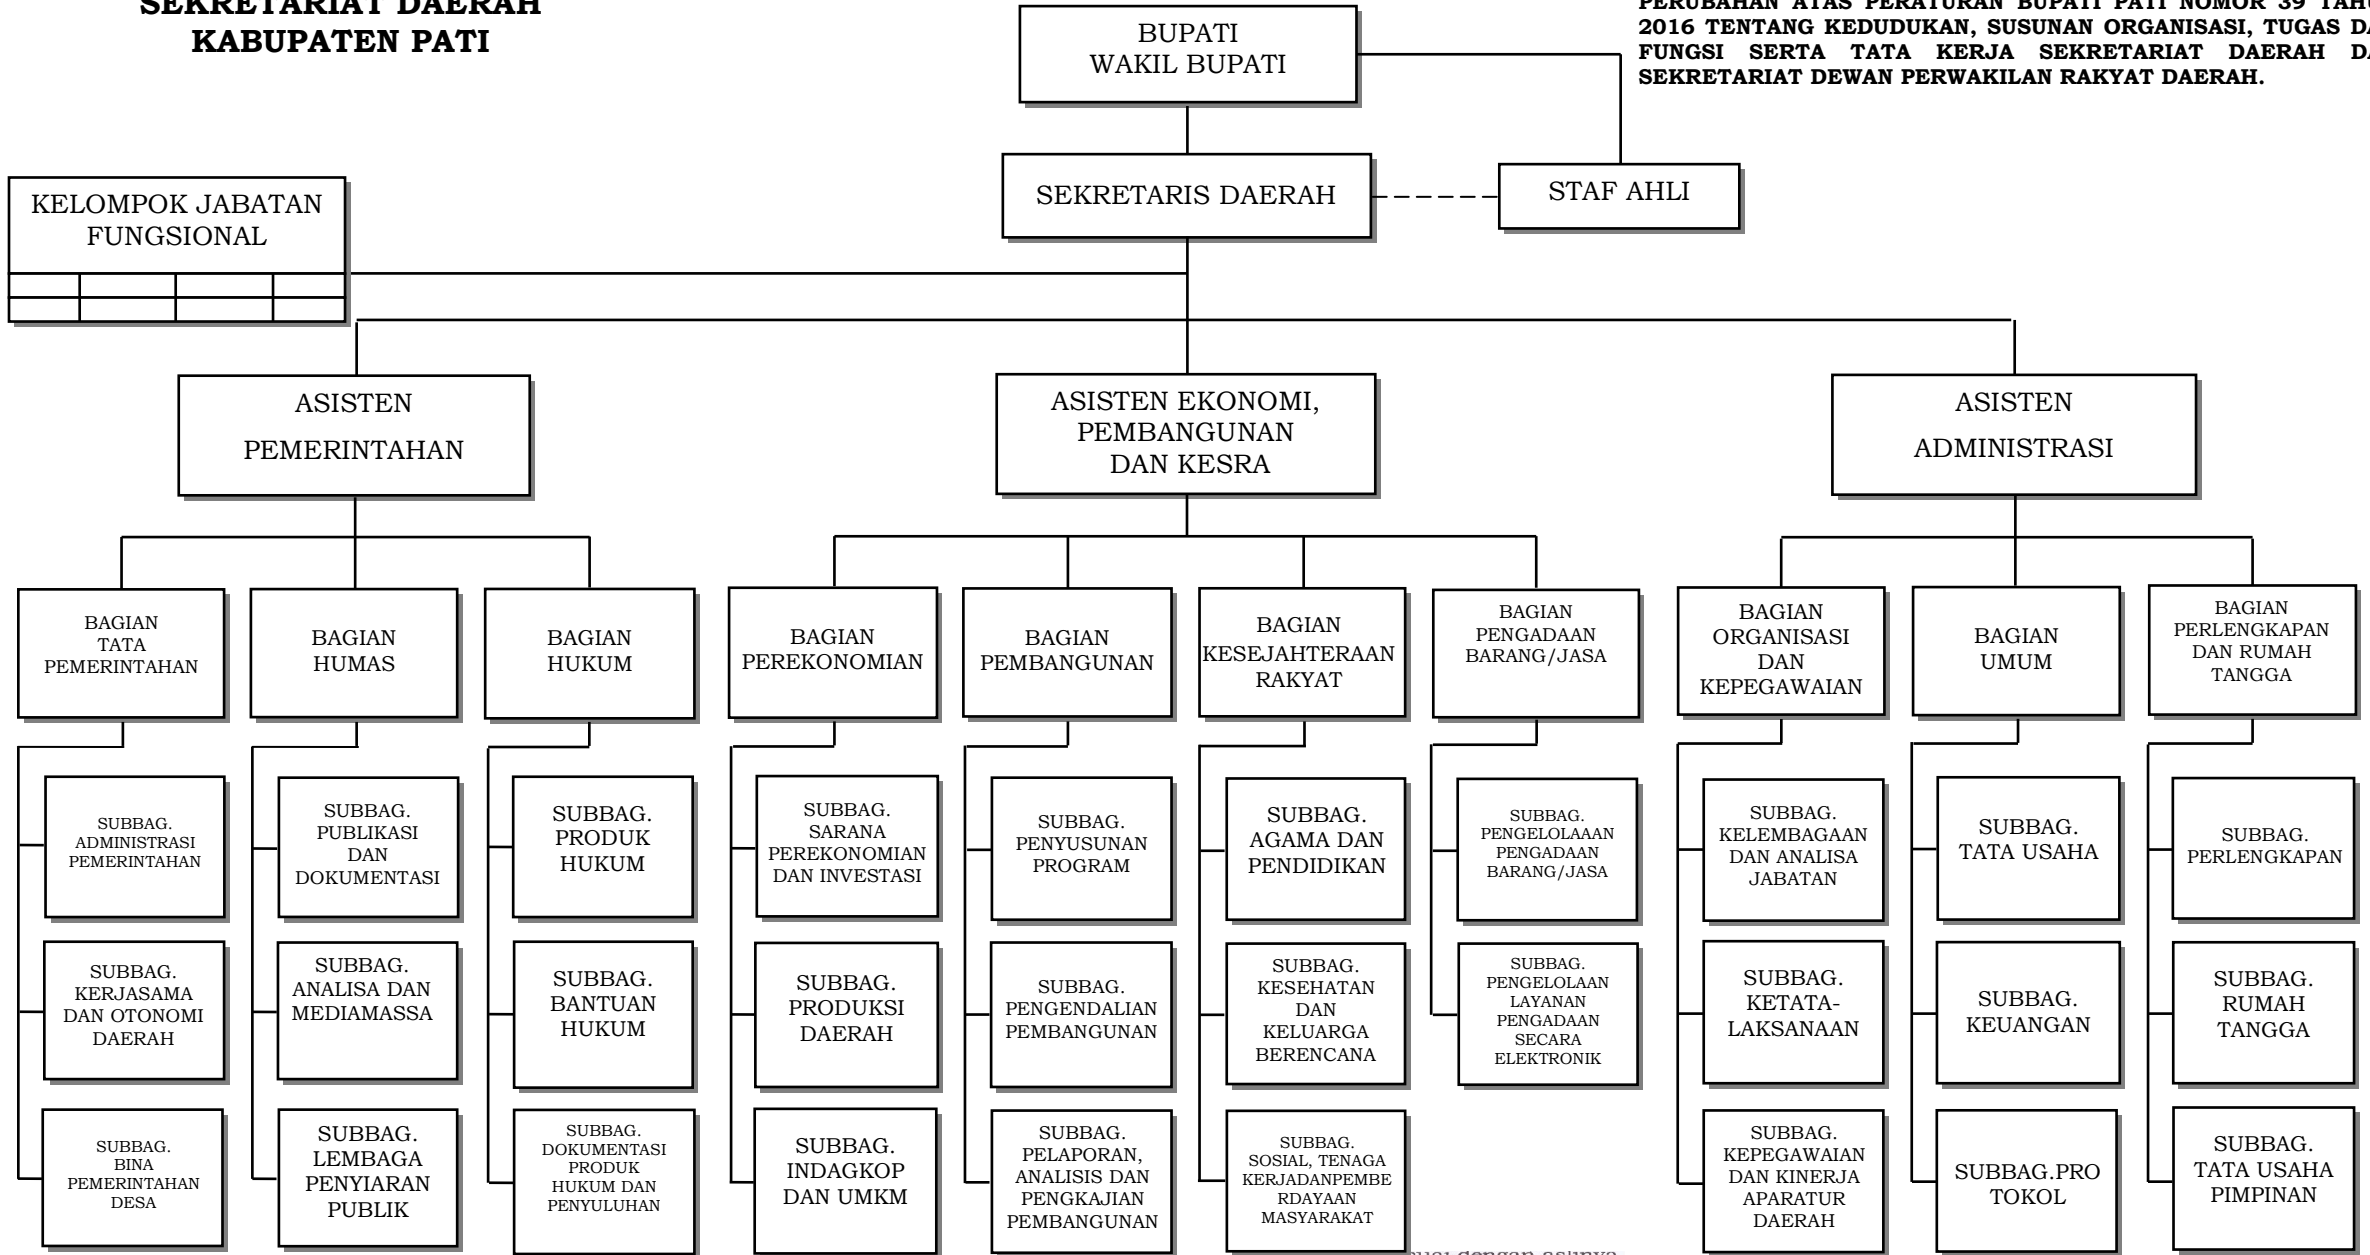 SEKRETARIAT DAERAH
KABUPATEN PATI
PERUBAHAN ATAS PERATURAN BUPATI PATI NOMOR 39
2016 TENTANG KEDUDUKAN, SUSUNAN ORGANISASI, TUGAS
FUNGSI SERTA TATA KERJA SEKRETARIAT DAERAH
SEKRETARIAT DEWAN PERWAKILAN RAKYAT DAERAH.
BUPATI
WAKIL BUPATI
SEKRETARIS DAERAH
STAF AHLI
KELOMPOK JABATAN
FUNGSIONAL
ASISTEN
PEMERINTAHAN
ASISTEN EKONOMI,
PEMBANGUNAN
DAN KESRA
ASISTEN
ADMINISTRASI
BAGIAN
TATA
PEMERINTAHAN
BAGIAN
HUMAS
BAGIAN
HUKUM
BAGIAN
PEREKONOMIAN
BAGIAN
PEMBANGUNAN
BAGIAN
KESEJAHTERAAN
RAKYAT
BAGIAN
PENGADAAN
BARANG/JASA
BAGIAN
ORGANISASI
DAN
KEPEGAWAIAN
BAGIAN
UMUM
BAGIAN
PERLENGKAPAN
DAN RUMAH
TANGGA
SUBBAG.
ADMINISTRASI
PEMERINTAHAN
SUBBAG.
PUBLIKASI
DAN
DOKUMENTASI
SUBBAG.
PRODUK
HUKUM
SUBBAG.
SARANA
PEREKONOMIAN
DAN INVESTASI
SUBBAG.
PENYUSUNAN
PROGRAM
SUBBAG.
AGAMA DAN
PENDIDIKAN
SUBBAG.
PENGELOLAAAN
PENGADAAN
BARANG/JASA
SUBBAG.
KELEMBAGAAN
DAN ANALISA
JABATAN
SUBBAG.
TATA USAHA
SUBBAG.
PERLENGKAPAN
SUBBAG.
KERJASAMA
DAN OTONOMI
DAERAH
SUBBAG.
ANALISA DAN
MEDIAMASSA
SUBBAG.
BANTUAN
HUKUM
SUBBAG.
PRODUKSI
DAERAH
SUBBAG.
PENGENDALIAN
PEMBANGUNAN
SUBBAG.
KESEHATAN
DAN
KELUARGA
BERENCANA
SUBBAG.
PENGELOLAAN
LAYANAN
PENGADAAN
SECARA
ELEKTRONIK
SUBBAG.
KETATA-
LAKSANAAN
SUBBAG.
KEUANGAN
SUBBAG.
RUMAH
TANGGA
SUBBAG.
BINA
PEMERINTAHAN
DESA
SUBBAG.
LEMBAGA
PENYIARAN
PUBLIK
SUBBAG.
DOKUMENTASI
PRODUK
HUKUM DAN
PENYULUHAN
SUBBAG.
INDAGKOP
DAN UMKM
SUBBAG.
PELAPORAN,
ANALISIS DAN
PENGKAJIAN
PEMBANGUNAN
SUBBAG.
SOSIAL, TENAGA
KERJADANPEMBE
RDAYAAN
MASYARAKAT
SUBBAG.
KEPEGAWAIAN
DAN KINERJA
APARATUR
DAERAH
SUBBAG.PRO
TOKOL
SUBBAG.
TATA USAHA
PIMPINAN